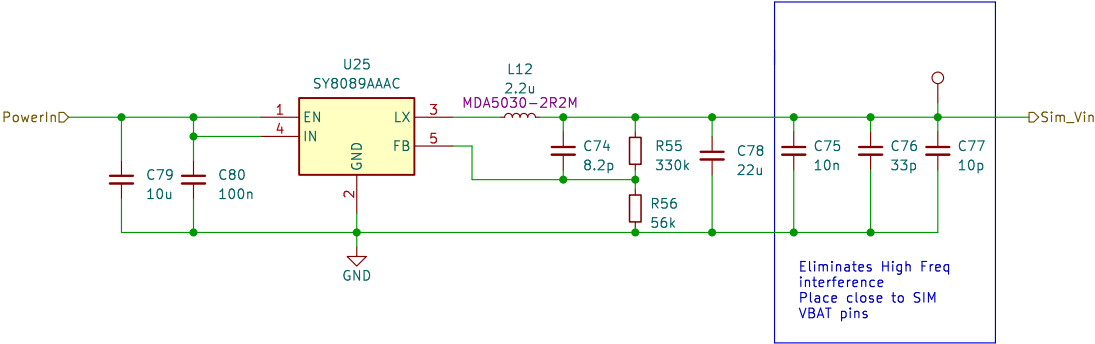 U25
SY8089AAAC
L12
2.2u
MDA5030-2R2M
PowerIn
1
EN
4
IN
LX
3
FB
5
GND
2
Sim_Vin
C79
10u
C80
100n
C74
8.2p
R55
330k
R56
56k
C78
22u
C75
10n
C76
33p
C77
10p
GND
Eliminates High Freq
interference
Place close to SIM
VBAT pins